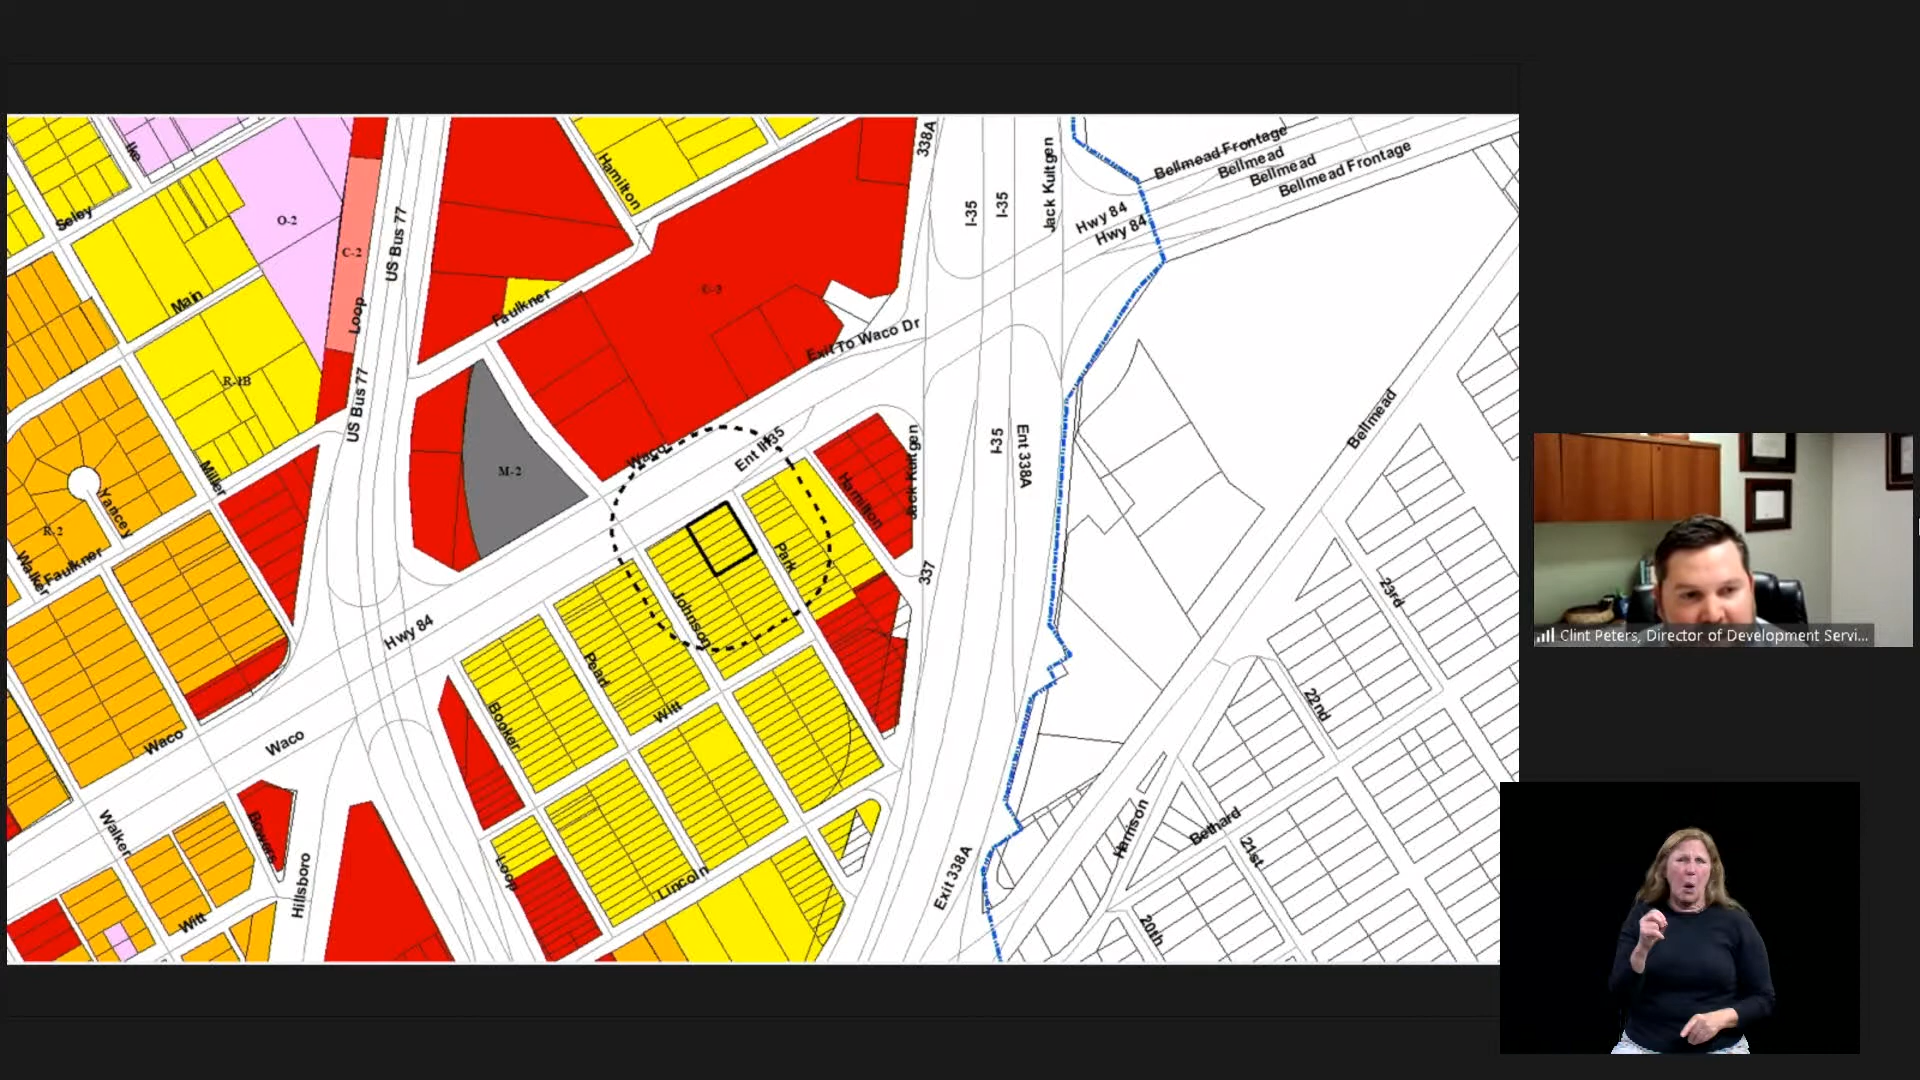 Ike
O-2
Seley
Main
R-1B
C-2
Loop
US Bus 77
US Bus 77
Hamilton
338A
C-3
Faulkner
Exit To Waco Dr
I-35
I-35
Jack Kultgen
Bellmead Frontage
Bellmead
Bellmead
Bellmead Frontage
Hwy 84
Hwy 84
Miller
Yancey
R-2
Walker
Faulkner
M-2
Waco
Ent IH35
Hamilton
Jack Kultgen
I-35
Ent 338A
Bellmead
Park
337
Johnson
Hwy 84
Pead
Witt
Booker
23rd
22nd
Waco
Waco
Walker
Bowers
Hillsboro
Witt
Loop
Lincoln
Exit 338A
Harrison
Bethard
21st
20th
Clint Peters, Director of Development Servi...